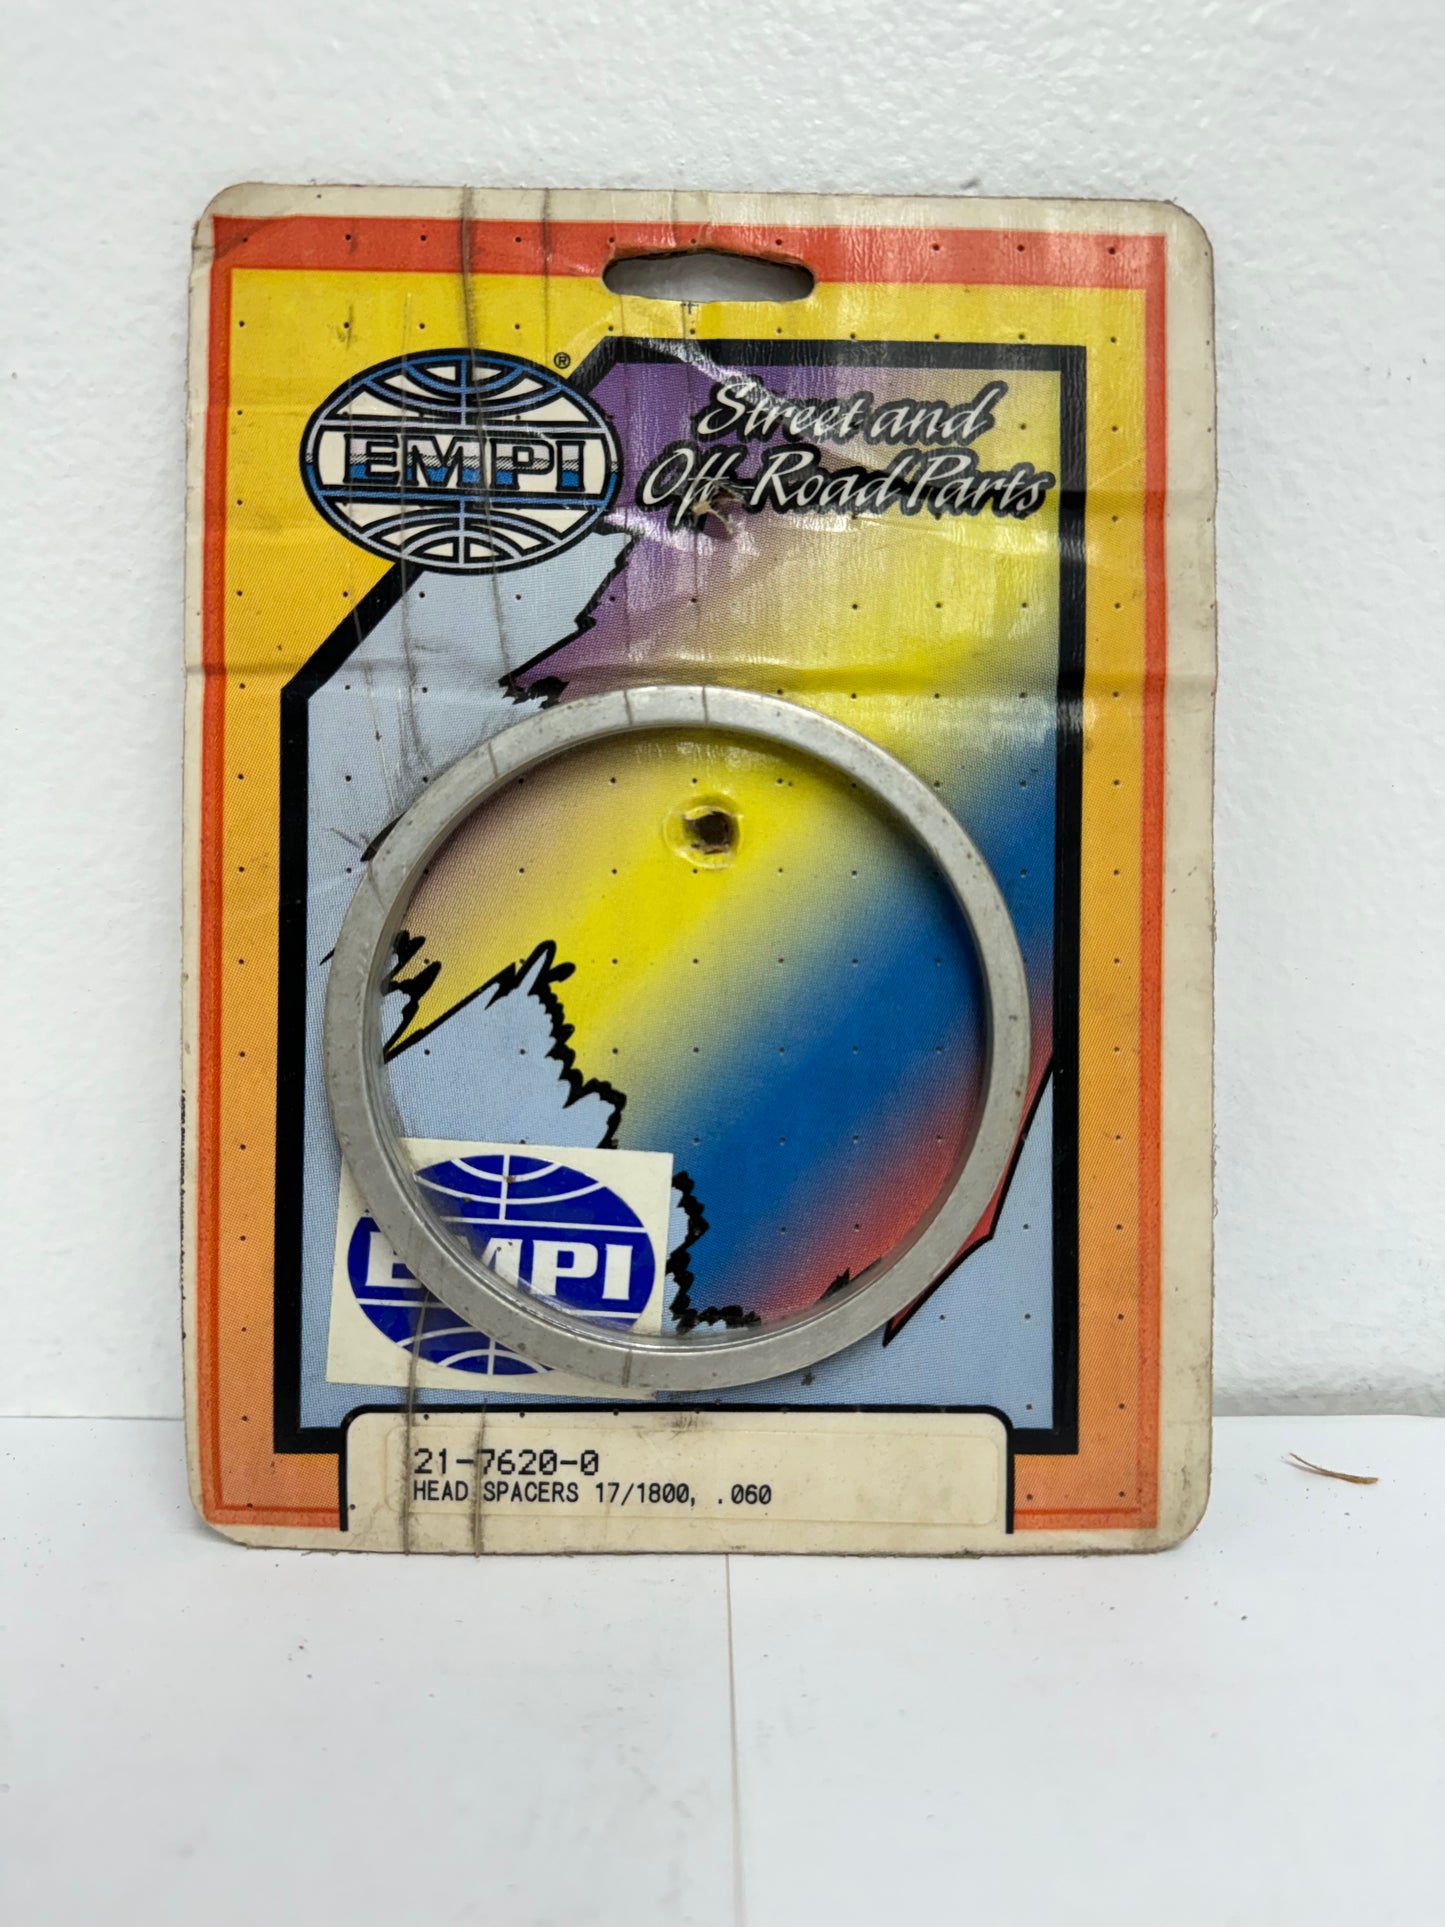 EMPI
®
Street and
Off-Road Parts
EMPI
21-7620-0
HEAD SPACERS 17/1800, .060